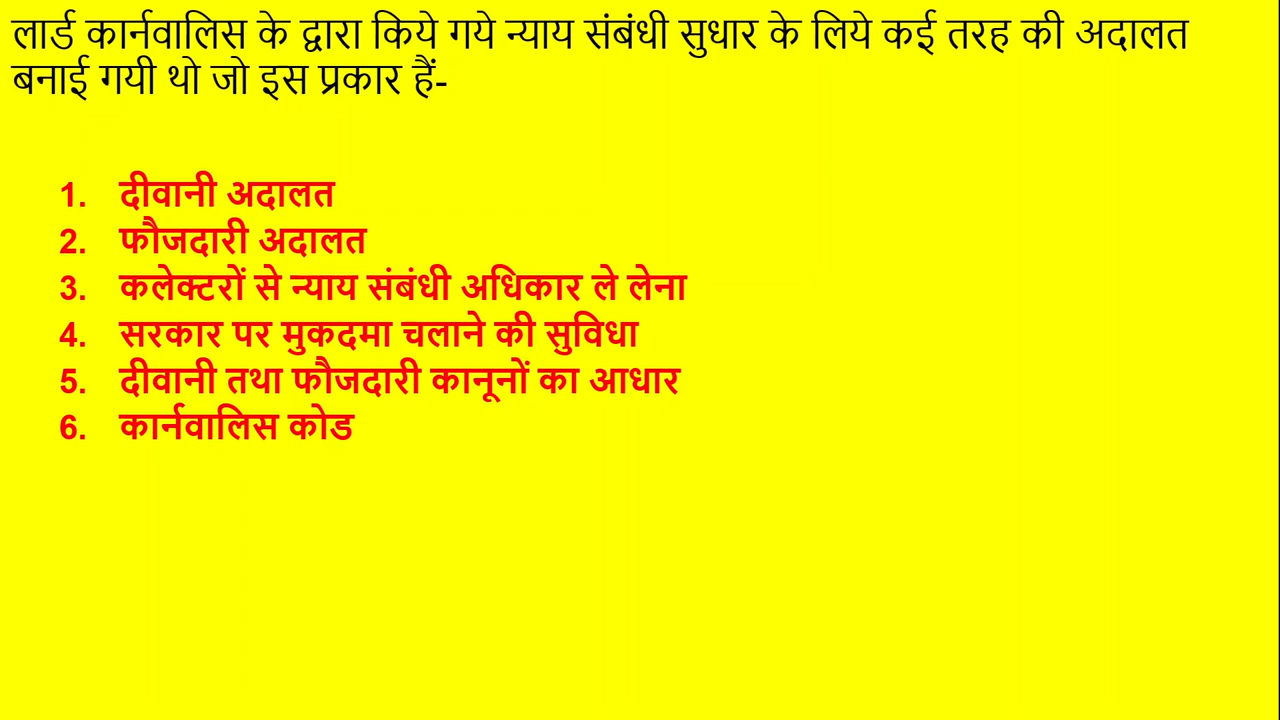 लार्ड कार्नवालिस के द्वारा किये गये न्याय संबंधी सुधार के लिये कई तरह की अदालत
बनाई गयी थो जो इस प्रकार हैं-
1. दीवानी अदालत
2. फौजदारी अदालत
3. कलेक्टरों से न्याय संबंधी अधिकार ले लेना
4. सरकार पर मुकदमा चलाने की सुविधा
5. दीवानी तथा फौजदारी कानूनों का आधार
6. कार्नवालिस कोड